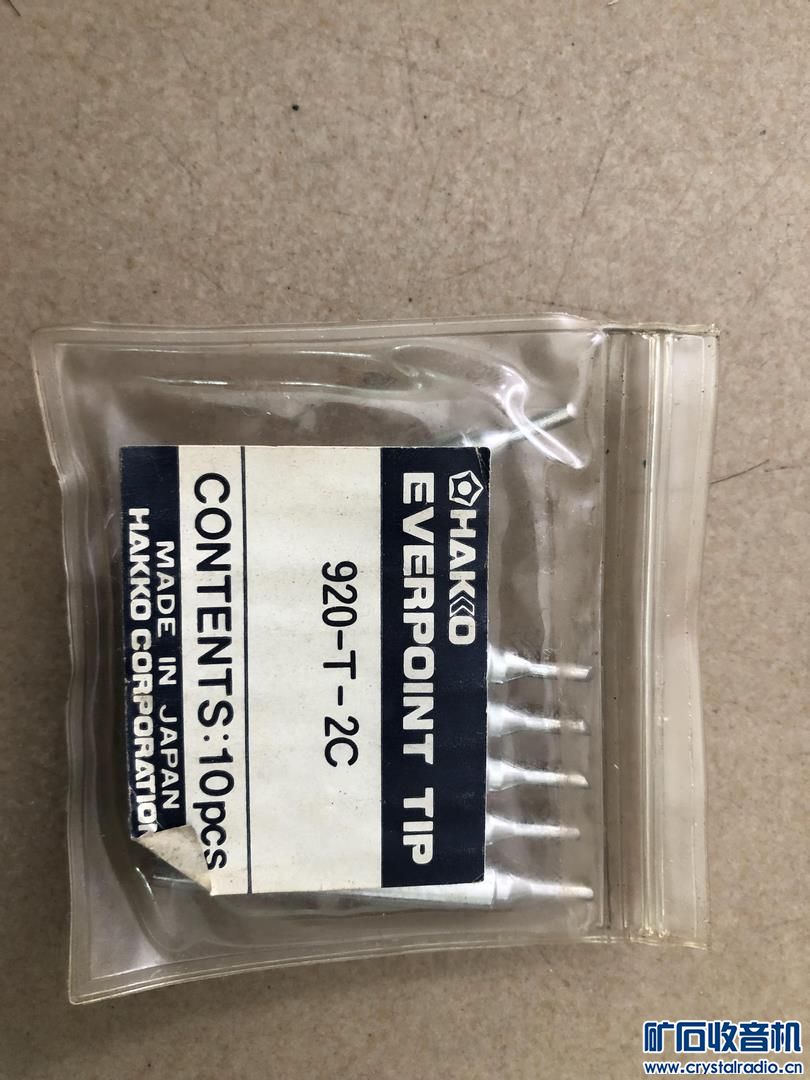 HAKKO
EVERPOINT TIP
920-T-2C
CONTENTS:10pcs
MADE IN JAPAN
HAKKO CORPORATION
矿石收音机
www.crystalradio.cn